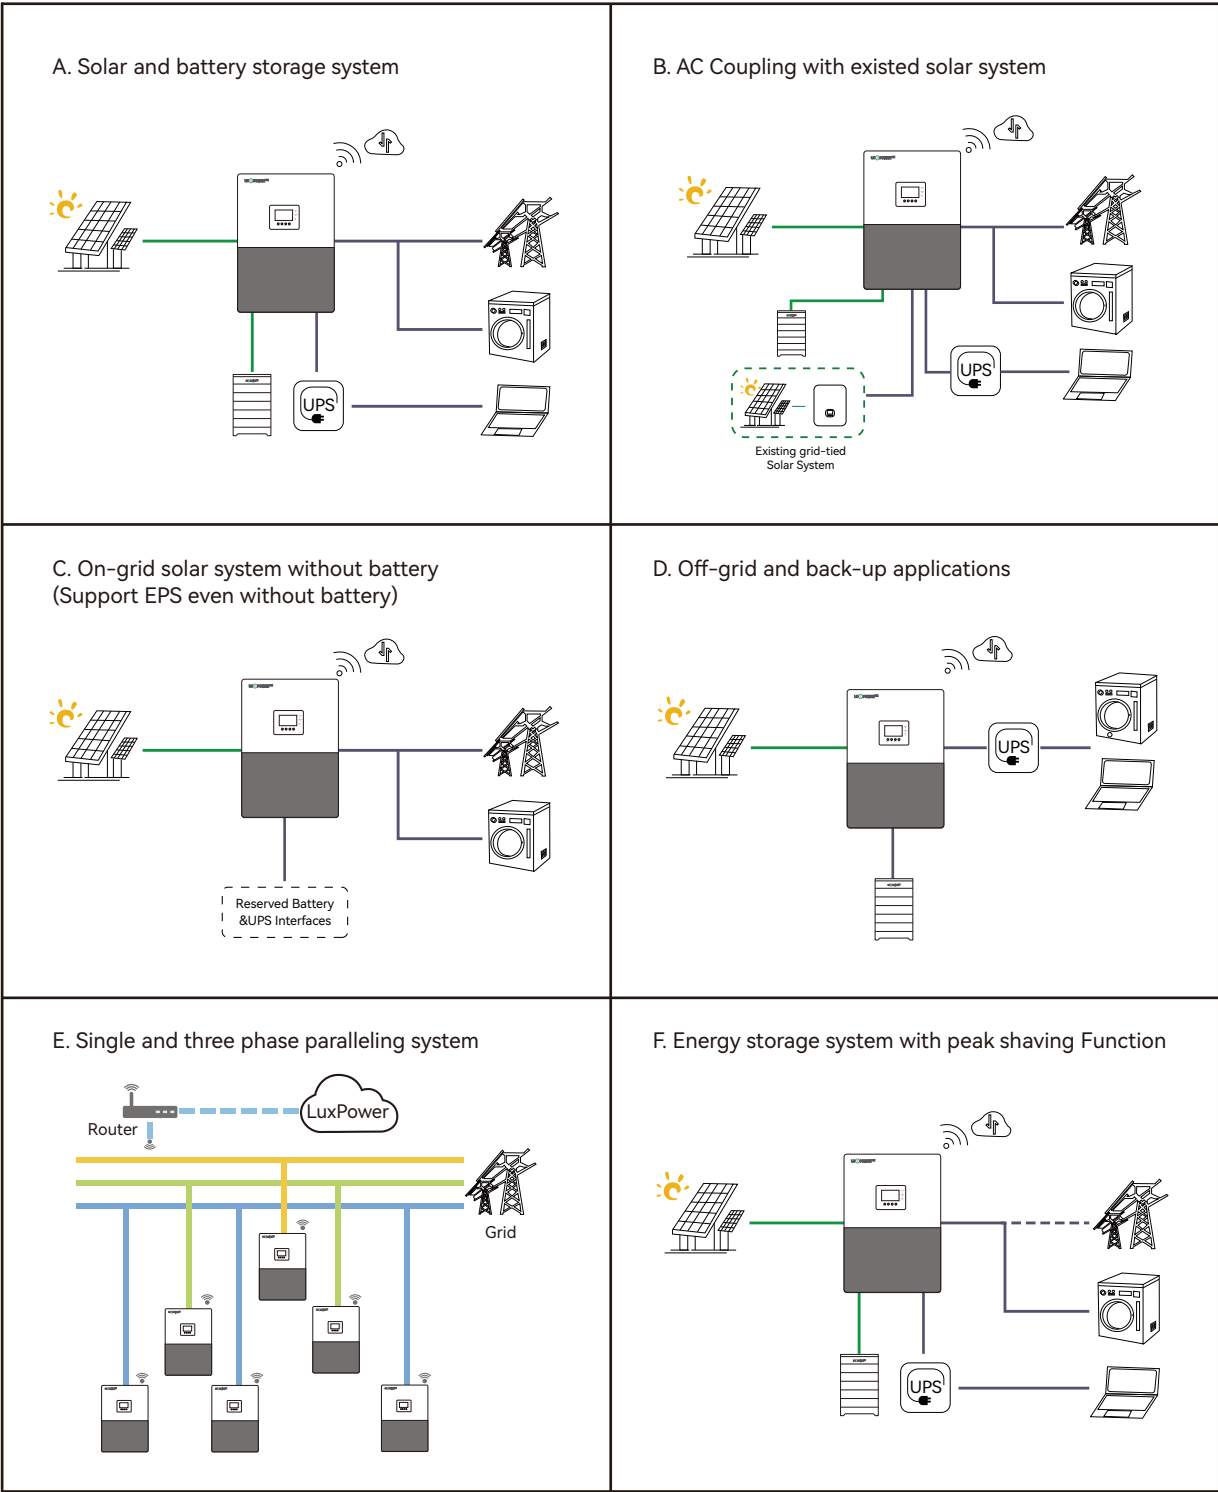 A. Solar and battery storage system
UPS
B. AC Coupling with existed solar system
UPS
Existing grid-tied
Solar System
C. On-grid solar system without battery
(Support EPS even without battery)
Reserved Battery
&UPS Interfaces
D. Off-grid and back-up applications
UPS
E. Single and three phase paralleling system
LuxPower
Router
Grid
F. Energy storage system with peak shaving Function
UPS